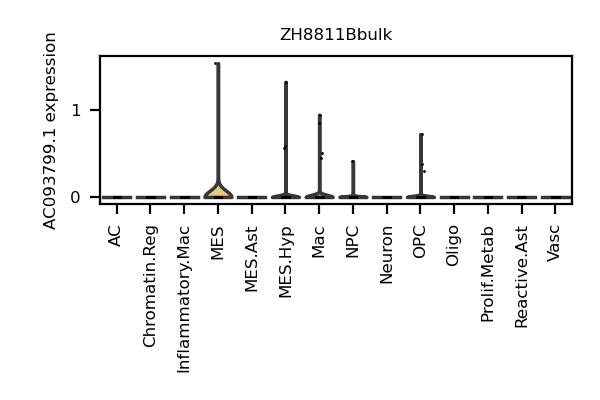 ZH8811Bbulk
AC093799.1 expression
1
0
AC
Chromatin.Reg
Inflammatory.Mac
MES
MES.Ast
MES.Hyp
Mac
NPC
Neuron
OPC
Oligo
Prolif.Metab
Reactive.Ast
Vasc